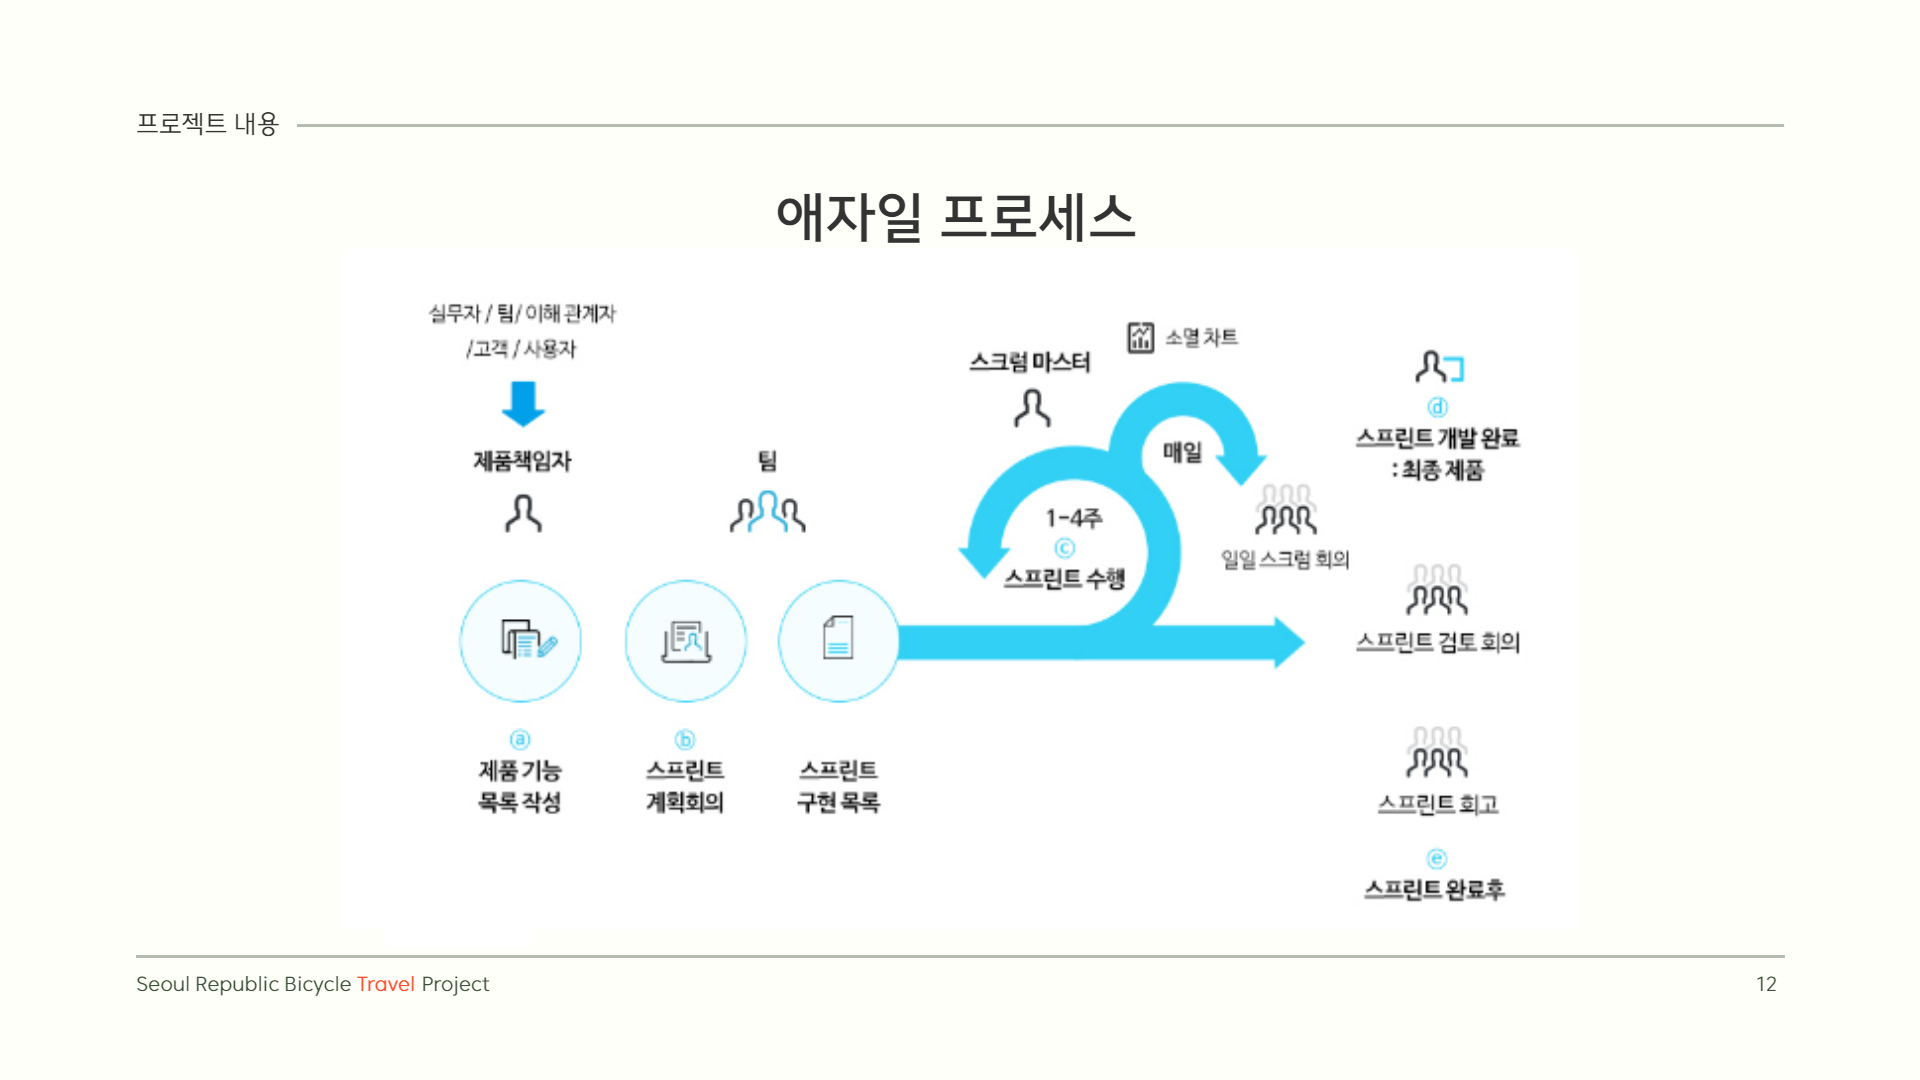 프로젝트 내용
애자일 프로세스
실무자 / 팀/ 이해 관계자
/고객 / 사용자
제품책임자
팀
스크럼 마스터
소멸 차트
매일
1-4주
ⓒ
스프린트 수행
일일 스크럼 회의
ⓓ
스프린트 개발 완료
: 최종 제품
스프린트 검토 회의
스프린트 회고
ⓔ
스프린트 완료후
ⓐ
제품 기능
목록 작성
ⓑ
스프린트
계획회의
스프린트
구현 목록
Seoul Republic Bicycle Travel Project
12